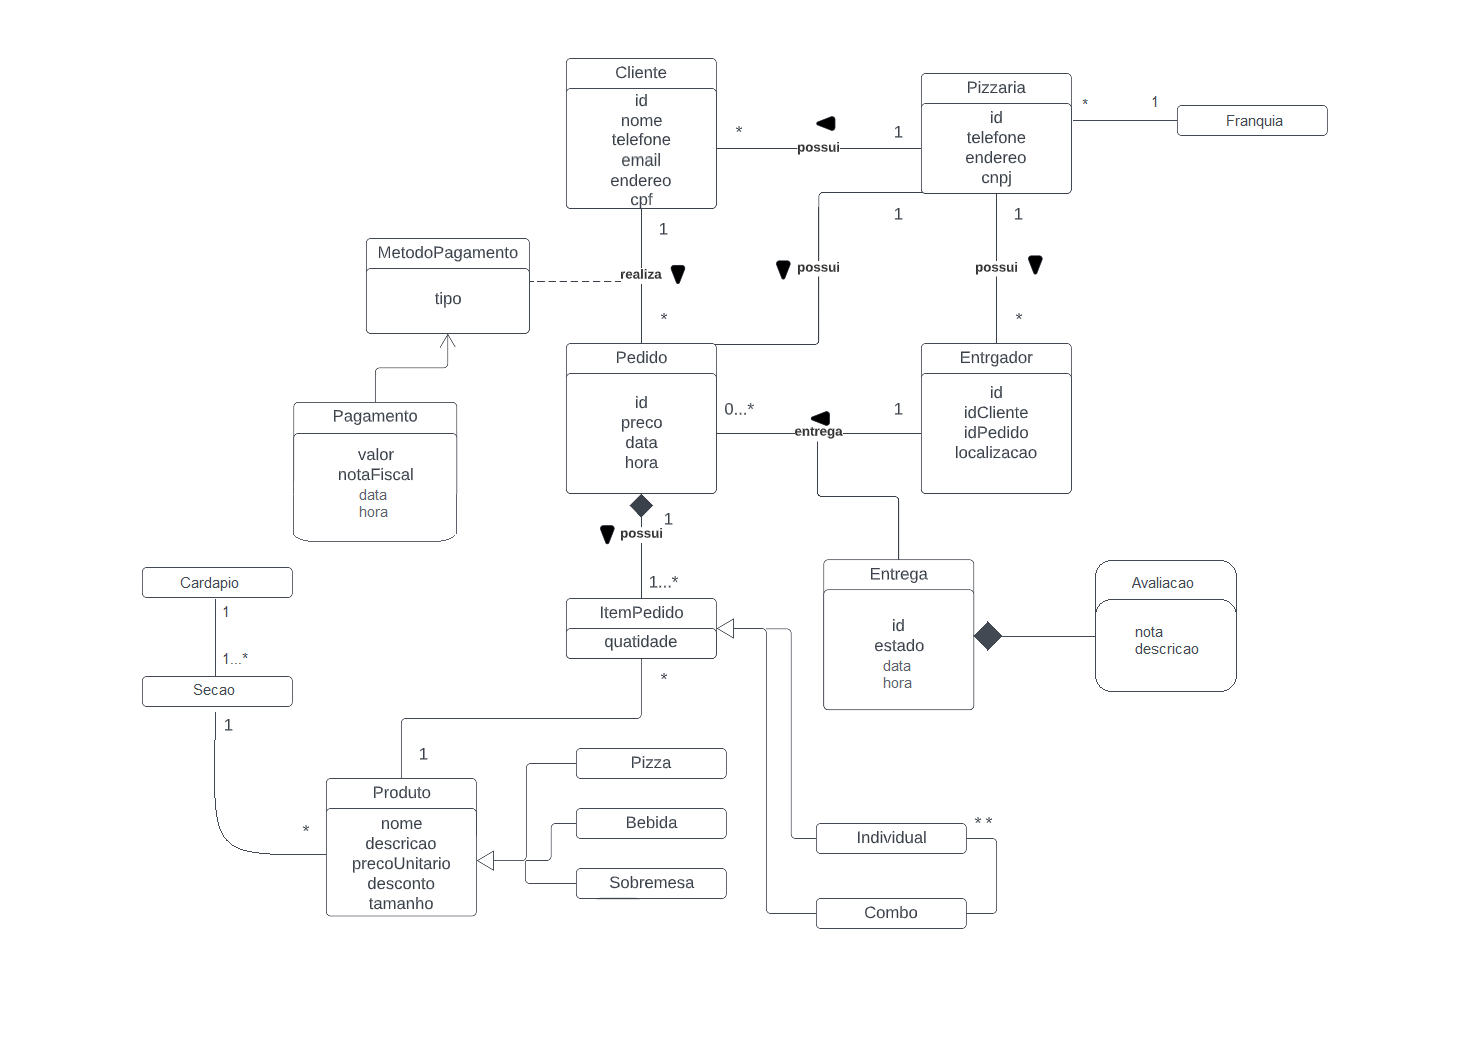 Cliente
id
nome
telefone
email
endereo
cpf
Pizzaria
id
telefone
endereo
cnpj
* 1
Franquia
* 1
possui
1
1
1
MetodoPagamento
tipo
realiza
possui
possui
*
*
Pedido
id
preco
data
hora
Entrgador
id
idCliente
idPedido
localizacao
0...* 1
entrega
Pagamento
valor
notaFiscal
data
hora
1
possui
1...*
Cardapio
1
1...*
Secao
1
*
ItemPedido
quatidade
*
1
Entrega
id
estado
data
hora
Avaliacao
nota
descricao
Produto
nome
descricao
precoUnitario
desconto
tamanho
Pizza
Bebida
Sobremesa
* *
Individual
Combo